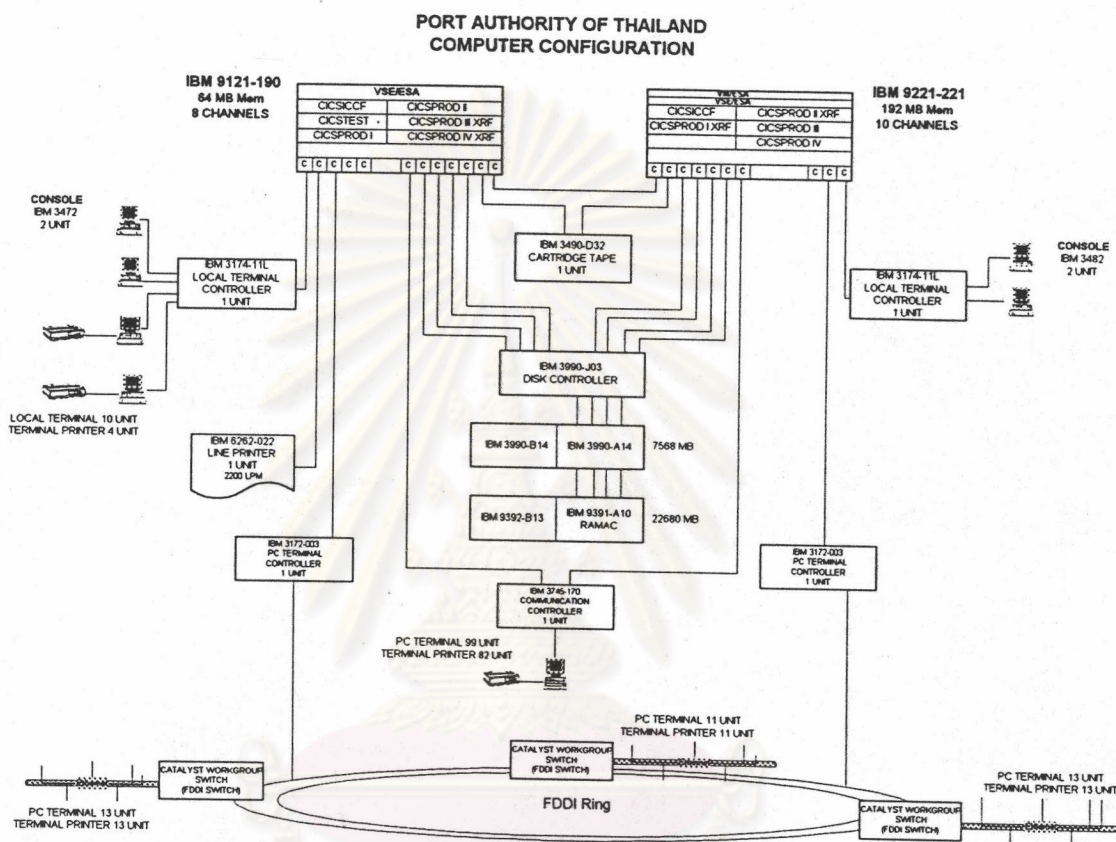 PORT AUTHORITY OF THAILAND
COMPUTER CONFIGURATION
IBM 9121-190
64 MB Mem
8 CHANNELS
VSE/ESA
CICSICCF
CICSPROD II
CICSTEST
CICSPROD III XRF
CICSPROD I
CICSPROD IV XRF
C C C C C C C C C C C C
VM/ESA
VSE/ESA
CICSICCF
CICSPROD II XRF
CICSPROD I XRF
CICSPROD III
CICSPROD IV
C C C C C C C C C C
IBM 9221-221
192 MB Mem
10 CHANNELS
CONSOLE
IBM 3472
2 UNIT
IBM 3174-11L
LOCAL TERMINAL
CONTROLLER
1 UNIT
LOCAL TERMINAL 10 UNIT
TERMINAL PRINTER 4 UNIT
IBM 6262-022
LINE PRINTER
1 UNIT
2200 LPM
IBM 3490-D32
CARTRIDGE TAPE
1 UNIT
IBM 3174-11L
LOCAL TERMINAL
CONTROLLER
1 UNIT
CONSOLE
IBM 3482
2 UNIT
IBM 3990-J03
DISK CONTROLLER
IBM 3990-B14
IBM 3990-A14
7568 MB
IBM 9392-B13
IBM 9391-A10
RAMAC
22680 MB
IBM 3172-003
PC TERMINAL
CONTROLLER
1 UNIT
IBM 3745-170
COMMUNICATION
CONTROLLER
1 UNIT
IBM 3172-003
PC TERMINAL
CONTROLLER
1 UNIT
PC TERMINAL 99 UNIT
TERMINAL PRINTER 82 UNIT
PC TERMINAL 11 UNIT
TERMINAL PRINTER 11 UNIT
CATALYST WORKGROUP
SWITCH
(FDDI SWITCH)
CATALYST WORKGROUP
SWITCH
(FDDI SWITCH)
PC TERMINAL 13 UNIT
TERMINAL PRINTER 13 UNIT
FDDI Ring
PC TERMINAL 13 UNIT
TERMINAL PRINTER 13 UNIT
CATALYST WORKGROUP
SWITCH
(FDDI SWITCH)